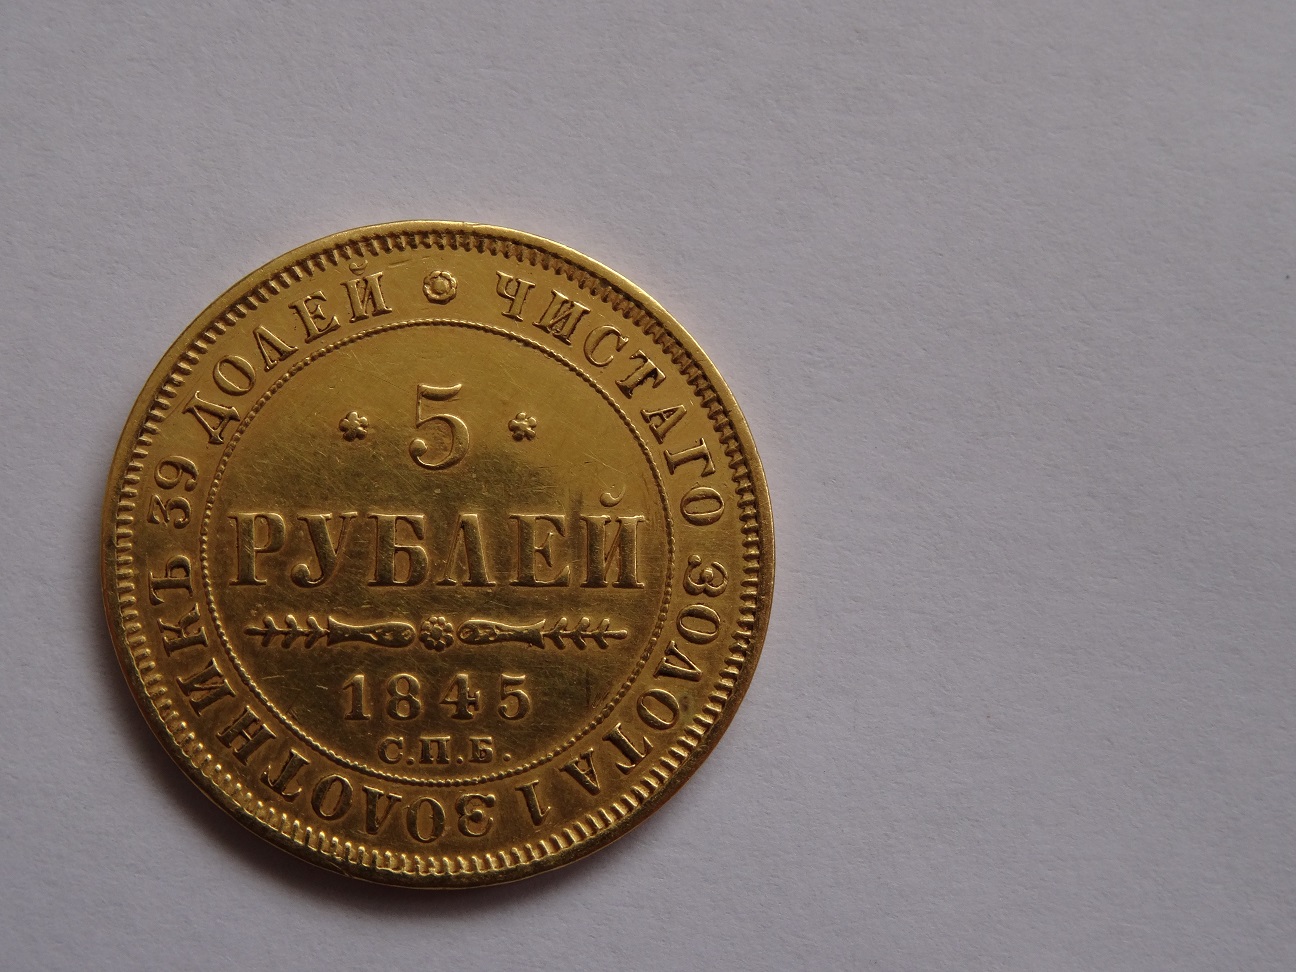 ЧИСТАГО ЗОЛОТА 1 ЗОЛОТНИКЪ 39 ДОЛЕЙ
5
РУБЛЕЙ
1845
С.П.Б.